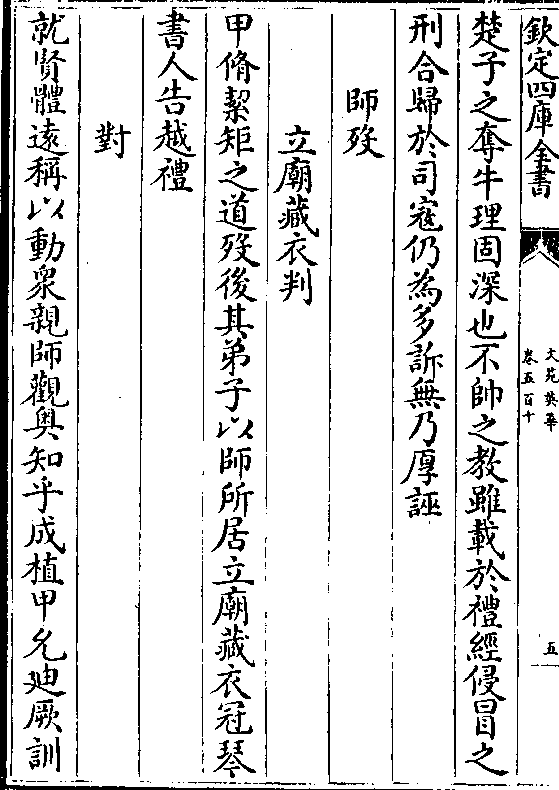 欽定四庫全書
文苑英華
卷五百十
五
楚子之奪牛理固深也不帥之教雖載於禮經侵冒之
刑合歸於司寇仍為多訴無乃厚誣
師歿
立廟藏衣判
甲脩絜矩之道歿後其弟子以師所居立廟藏衣冠琴
書人告越禮
對
就賢體遠稱以動衆親師觀奥知乎成植甲允廸厥訓